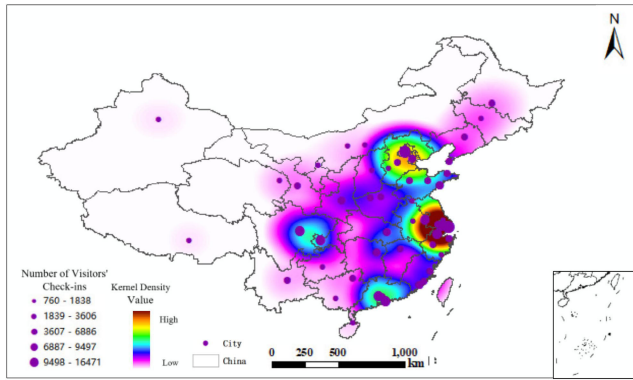 N
Number of Visitors'
Check-ins
760 - 1838
1839 - 3606
3607 - 6886
6887 - 9497
9498 - 16471
Kernel Density
Value
High
Low
City
China
0 250 500 1,000
km